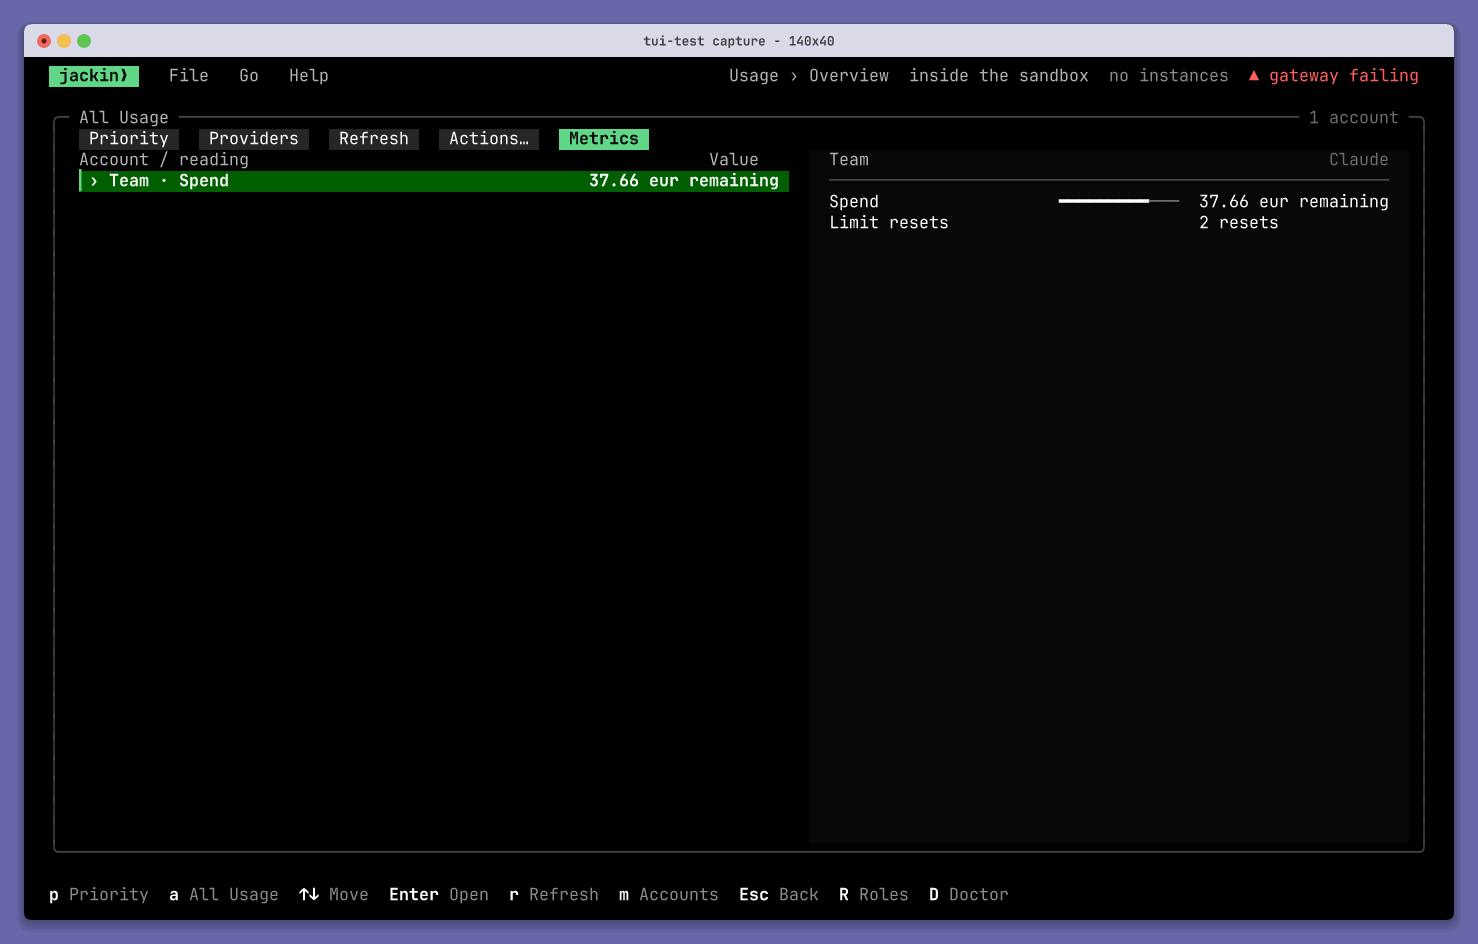 tui-test capture - 140x40
jackin❯ File Go Help Usage › Overview inside the sandbox no instances ▲ gateway failing
All Usage 1 account
Priority Providers Refresh Actions… Metrics
Account / reading Value Team Claude
› Team · Spend 37.66 eur remaining
Spend 37.66 eur remaining
Limit resets 2 resets
p Priority a All Usage ↑↓ Move Enter Open r Refresh m Accounts Esc Back R Roles D Doctor